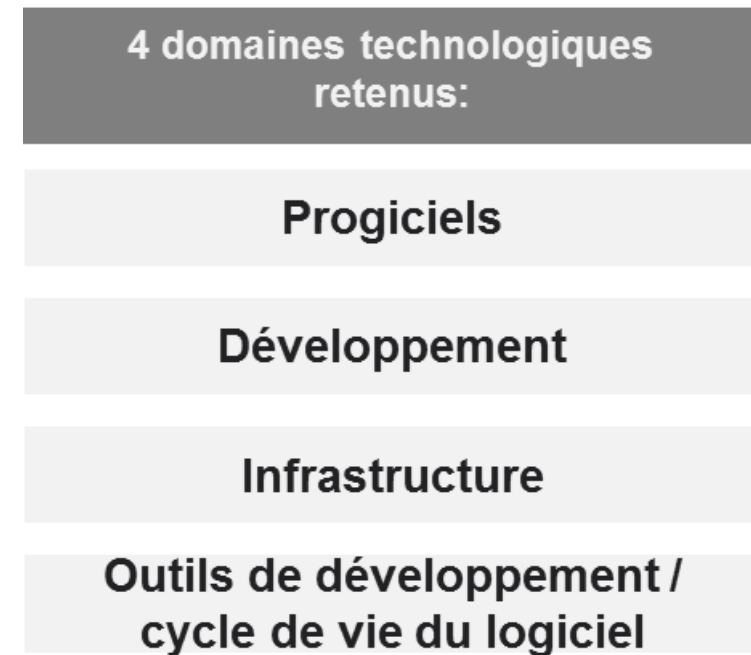 4 domaines technologiques
retenus:
Progiciels
Développement
Infrastructure
Outils de développement /
cycle de vie du logiciel